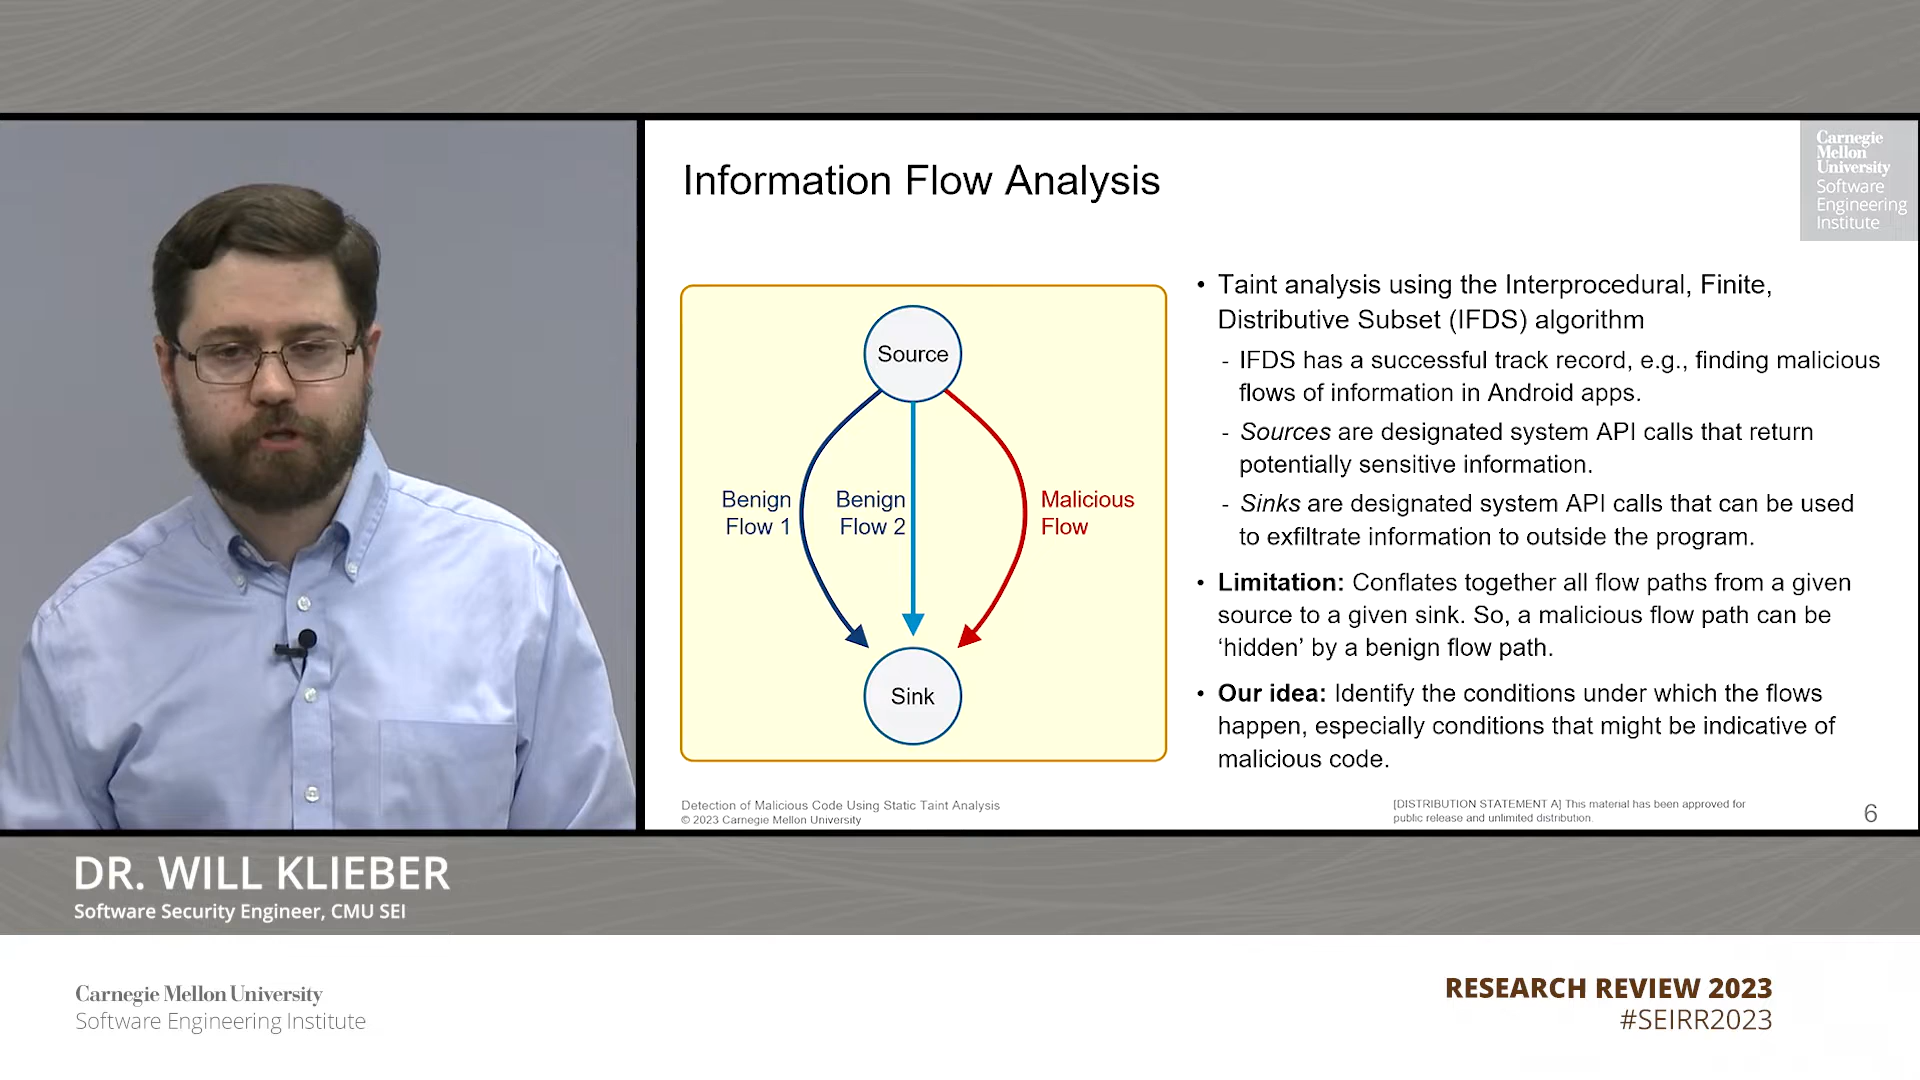 Carnegie
Mellon
University
Software
Engineering
Institute
Information Flow Analysis
Source
Benign
Flow 1
Benign
Flow 2
Malicious
Flow
Sink
• Taint analysis using the Interprocedural, Finite,
Distributive Subset (IFDS) algorithm
- IFDS has a successful track record, e.g., finding malicious
flows of information in Android apps.
- Sources are designated system API calls that return
potentially sensitive information.
- Sinks are designated system API calls that can be used
to exfiltrate information to outside the program.
• Limitation: Conflates together all flow paths from a given
source to a given sink. So, a malicious flow path can be
‘hidden’ by a benign flow path.
• Our idea: Identify the conditions under which the flows
happen, especially conditions that might be indicative of
malicious code.
Detection of Malicious Code Using Static Taint Analysis
© 2023 Carnegie Mellon University
[DISTRIBUTION STATEMENT A] This material has been approved for
public release and unlimited distribution.
6
DR. WILL KLIEBER
Software Security Engineer, CMU SEI
Carnegie Mellon University
Software Engineering Institute
RESEARCH REVIEW 2023
#SEIRR2023